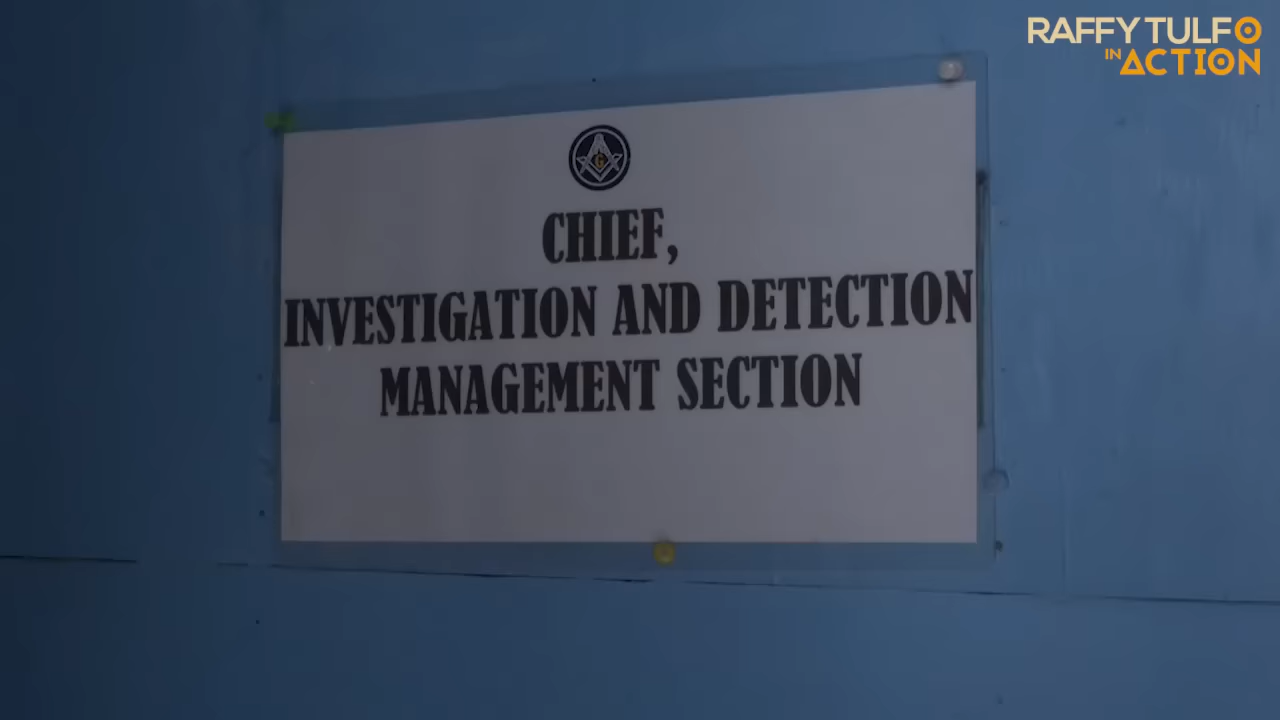 RAFFY TULFO
IN ACTION
G
CHIEF,
INVESTIGATION AND DETECTION
MANAGEMENT SECTION